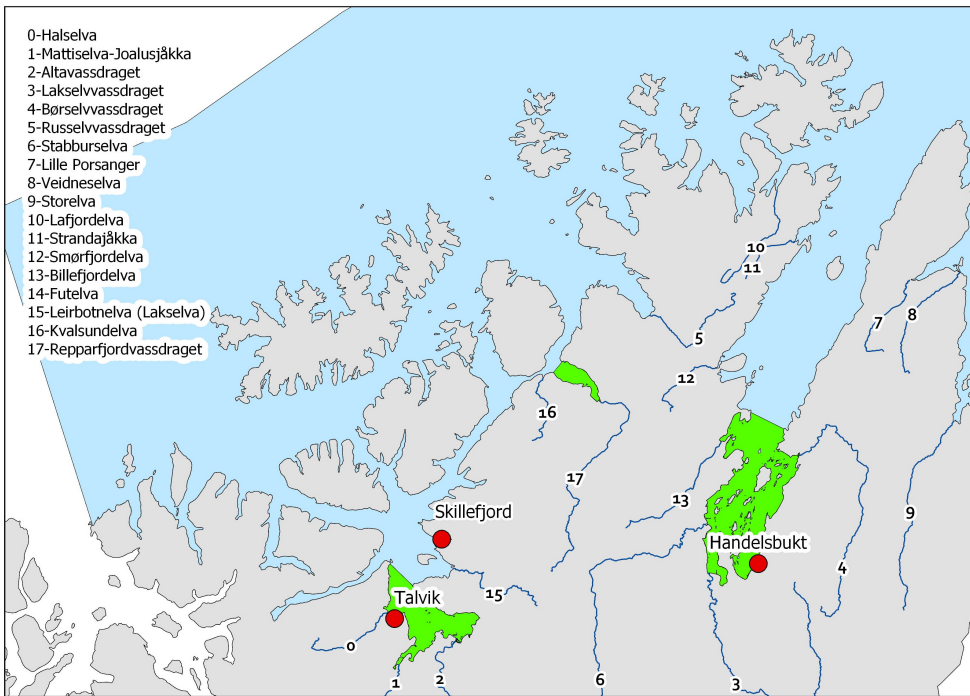 0-Halselva
1-Mattiselva-Joalusjåkka
2-Altavassdraget
3-Lakselvvassdraget
4-Børselvvassdraget
5-Russelvvassdraget
6-Stabburselva
7-Lille Porsanger
8-Veidneselva
9-Storelva
10-Lafjordelva
11-Strandajåkka
12-Smørfjordelva
13-Billefjordelva
14-Futelva
15-Leirbotnelva (Lakselva)
16-Kvalsundelva
17-Repparfjordvassdraget
10
11
7
8
5
12
16
17
13
Skillefjord
Handelsbukt
9
4
15
Talvik
0
1
2
6
3